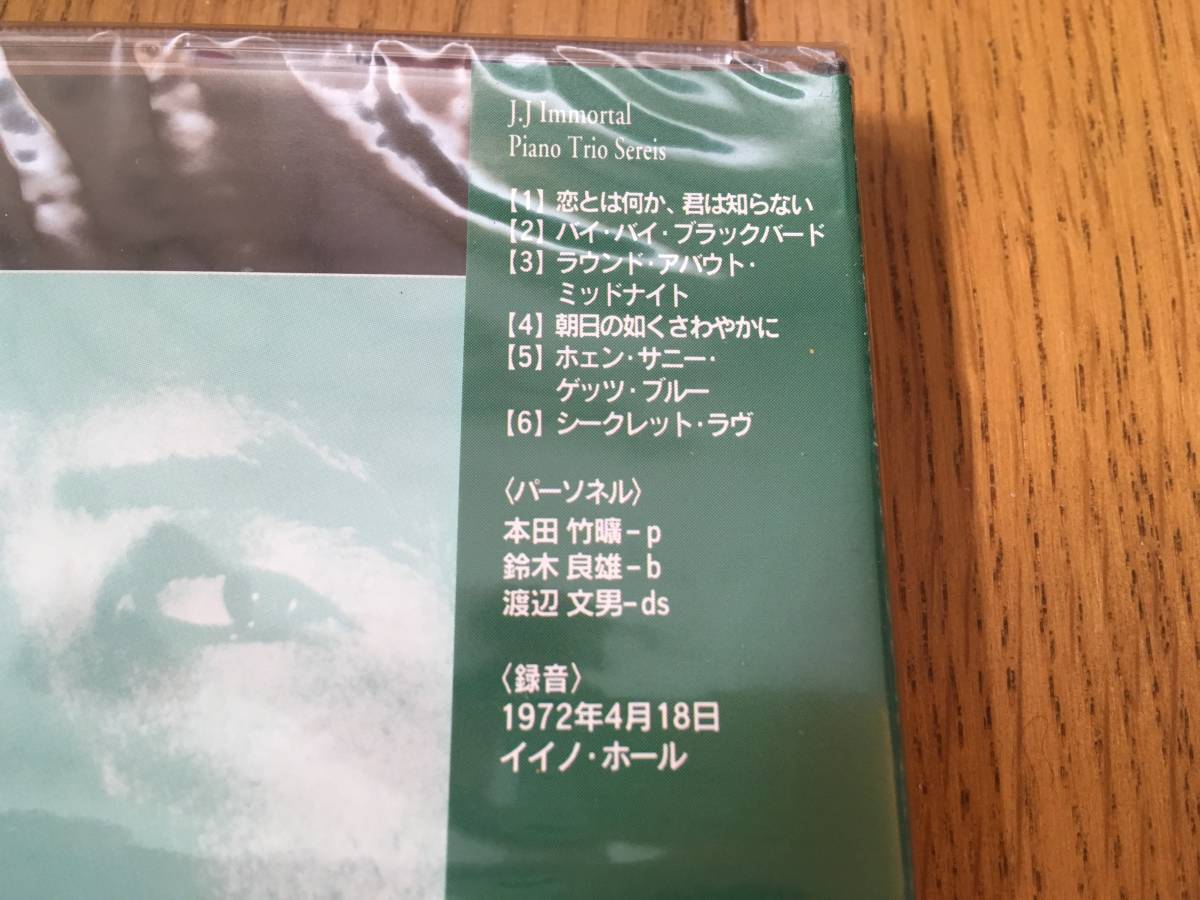 J.J Immortal
Piano Trio Sereis
【1】恋とは何か、君は知らない
【2】バイ・バイ・ブラックバード
【3】ラウンド・アバウト・
ミッドナイト
【4】朝日の如くさわやかに
【5】ホェン・サニー・
ゲッツ・ブルー
【6】シークレット・ラヴ
〈パーソネル〉
本田 竹曠-p
鈴木 良雄-b
渡辺 文男-ds
〈録音〉
1972年4月18日
イイノ・ホール